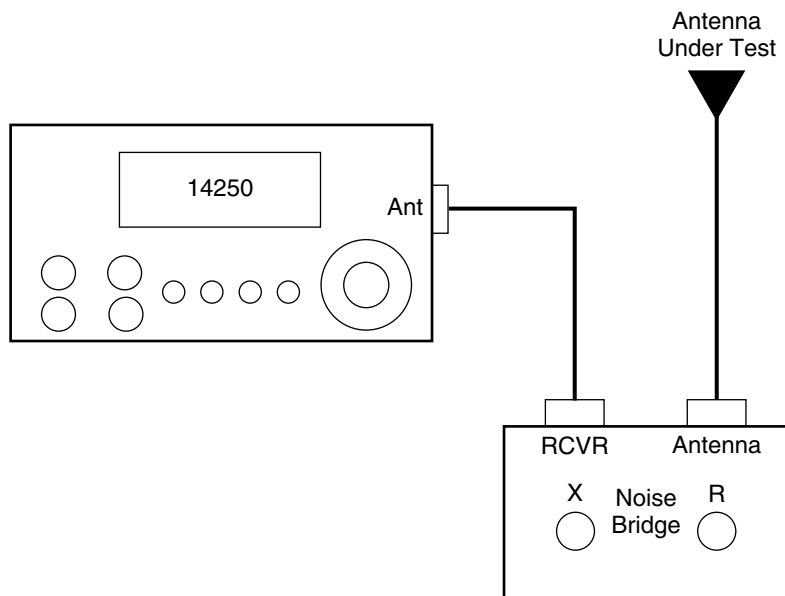 Antenna
Under Test
14250
Ant
RCVR
Antenna
X
Noise
Bridge
R